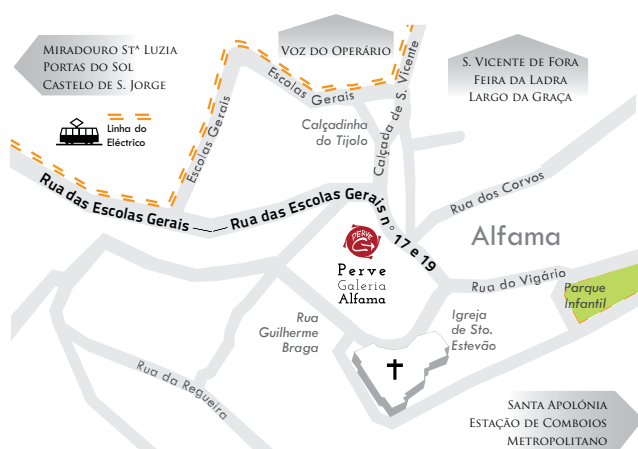 Miradouro Stª Luzia
Portas do Sol
Castelo de S. Jorge
Voz do Operário
S. Vicente de Fora
Feira da Ladra
Largo da Graça
Linha do
Eléctrico
Escolas Gerais
Escolas Gerais
Calçada de S. Vicente
Calçadinha
do Tijolo
Rua das Escolas Gerais
Rua das Escolas Gerais nº 17 e 19
Rua dos Corvos
Alfama
PERVE
Perve
Galeria
Alfama
Rua do Vigário
Parque
Infantil
Rua
Guilherme
Braga
Igreja
de Sto.
Estevão
Rua da Regueira
Santa Apolónia
Estação de Comboios
Metropolitano